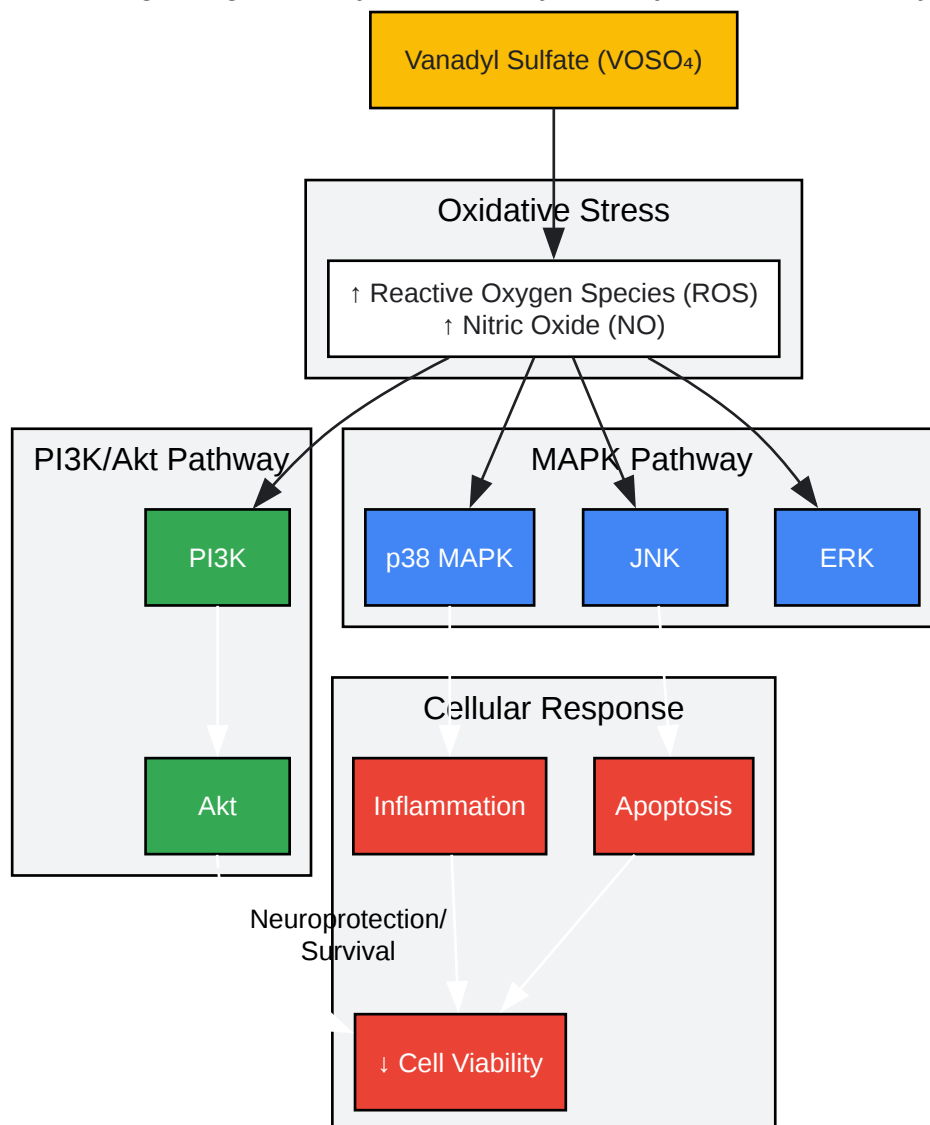 Vanadyl Sulfate (VOSO₄)
Oxidative Stress
↑ Reactive Oxygen Species (ROS)
↑ Nitric Oxide (NO)
PI3K/Akt Pathway
MAPK Pathway
PI3K
p38 MAPK
JNK
ERK
Cellular Response
Akt
Inflammation
Apoptosis
Neuroprotection/
Survival
↓ Cell Viability